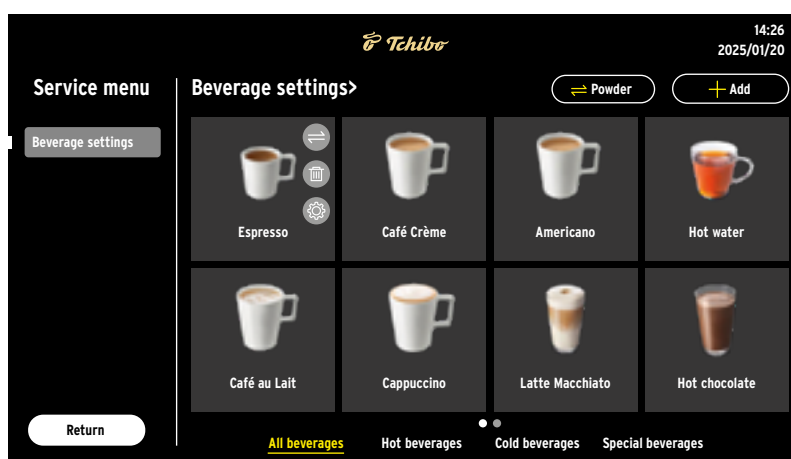 Tchibo
14:26
2025/01/20
Service menu
Beverage settings>
Powder
Add
Beverage settings
Espresso
Café Crème
Americano
Hot water
Café au Lait
Cappuccino
Latte Macchiato
Hot chocolate
Return
All beverages
Hot beverages
Cold beverages
Special beverages